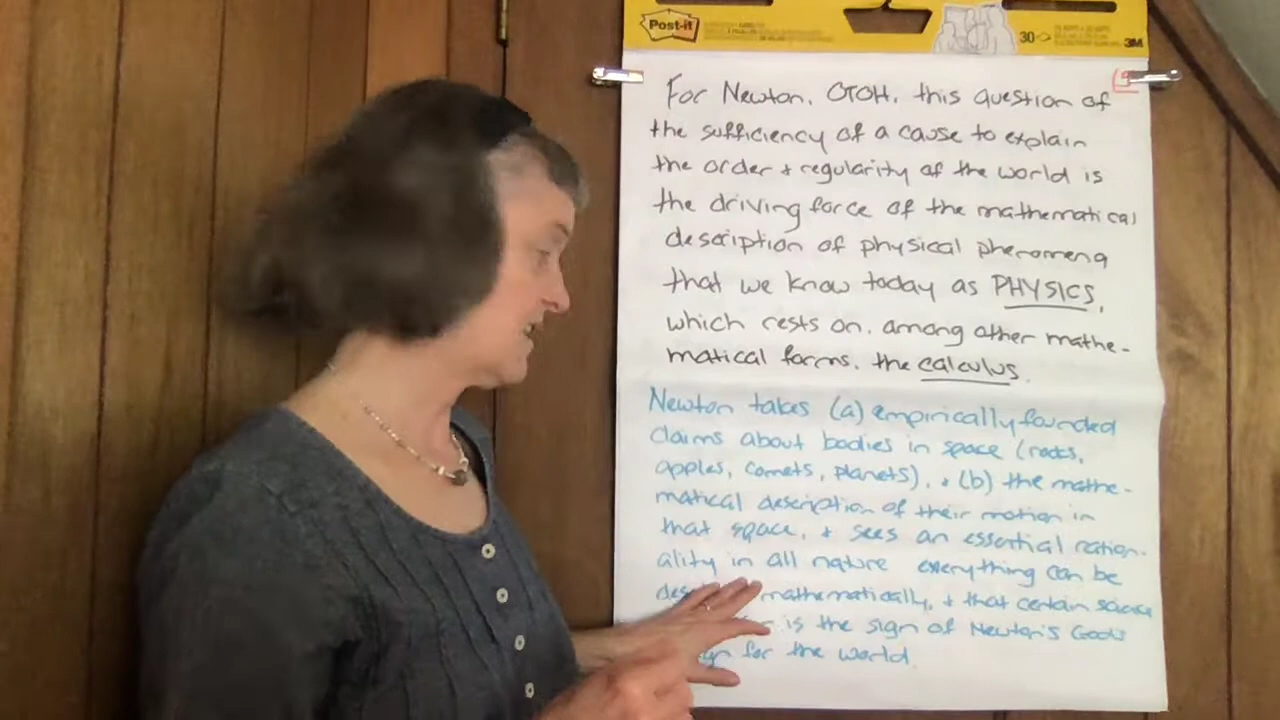 Post-it
30
3M
For Newton, OTOH, this question of
the sufficiency of a cause to explain
the order + regularity of the world is
the driving force of the mathematical
description of physical phenomena
that we know today as PHYSICS,
which rests on, among other mathe-
matical forms, the calculus.
Newton takes (a) empirically founded
claims about bodies in space (rocks,
apples, comets, planets), + (b) the mathe-
matical description of their motion in
that space, + sees an essential ration-
ality in all nature everything can be
mathematically, + that certain science
is the sign of Newton's God's
for the world.